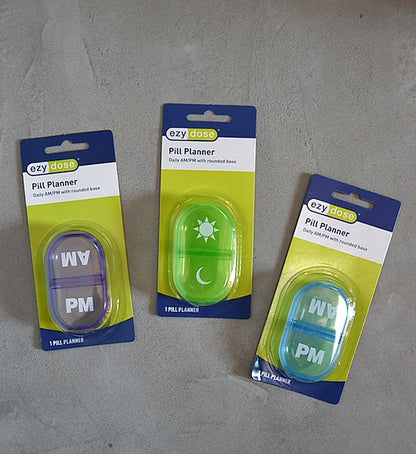 ezy dose
Pill Planner
Daily AM/PM with rounded base
AM
PM
1 PILL PLANNER
ezy dose
Pill Planner
Daily AM/PM with rounded base
1 PILL PLANNER
ezy dose
Pill Planner
Daily AM/PM with rounded base
AM
PM
1 PILL PLANNER